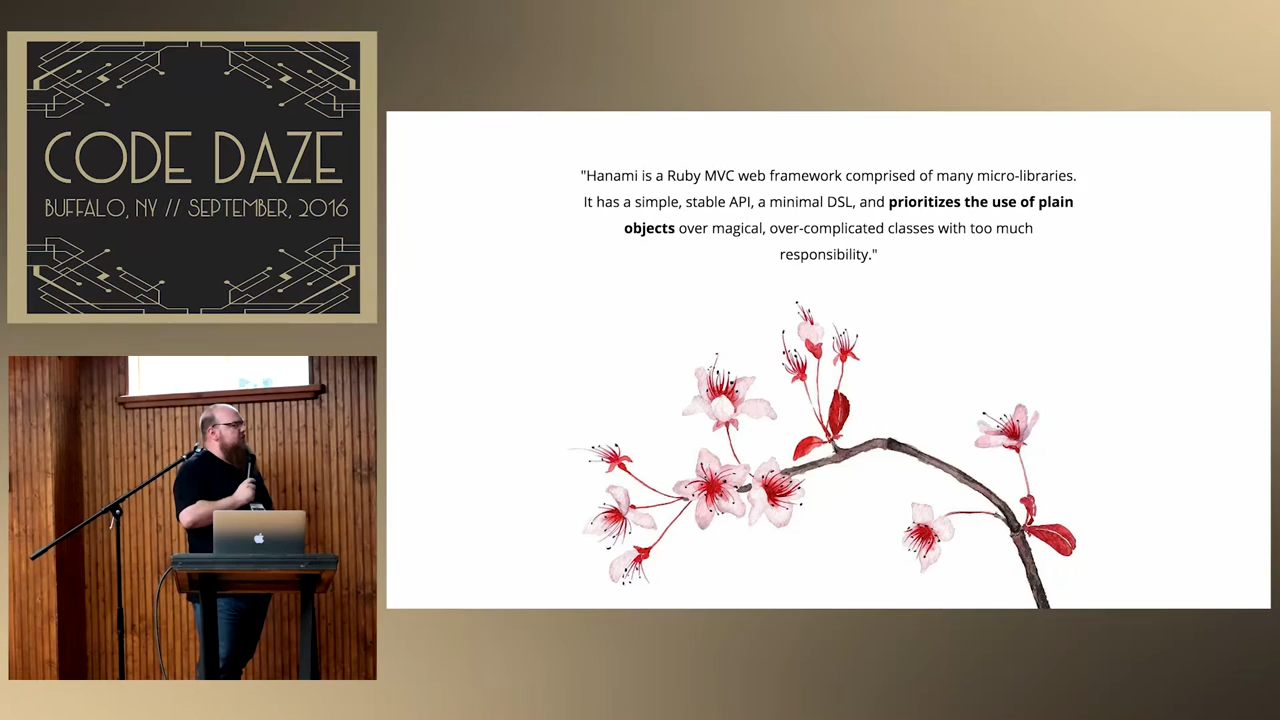 CODE DAZE
BUFFALO, NY // SEPTEMBER, 2016
"Hanami is a Ruby MVC web framework comprised of many micro-libraries.
It has a simple, stable API, a minimal DSL, and prioritizes the use of plain
objects over magical, over-complicated classes with too much
responsibility."